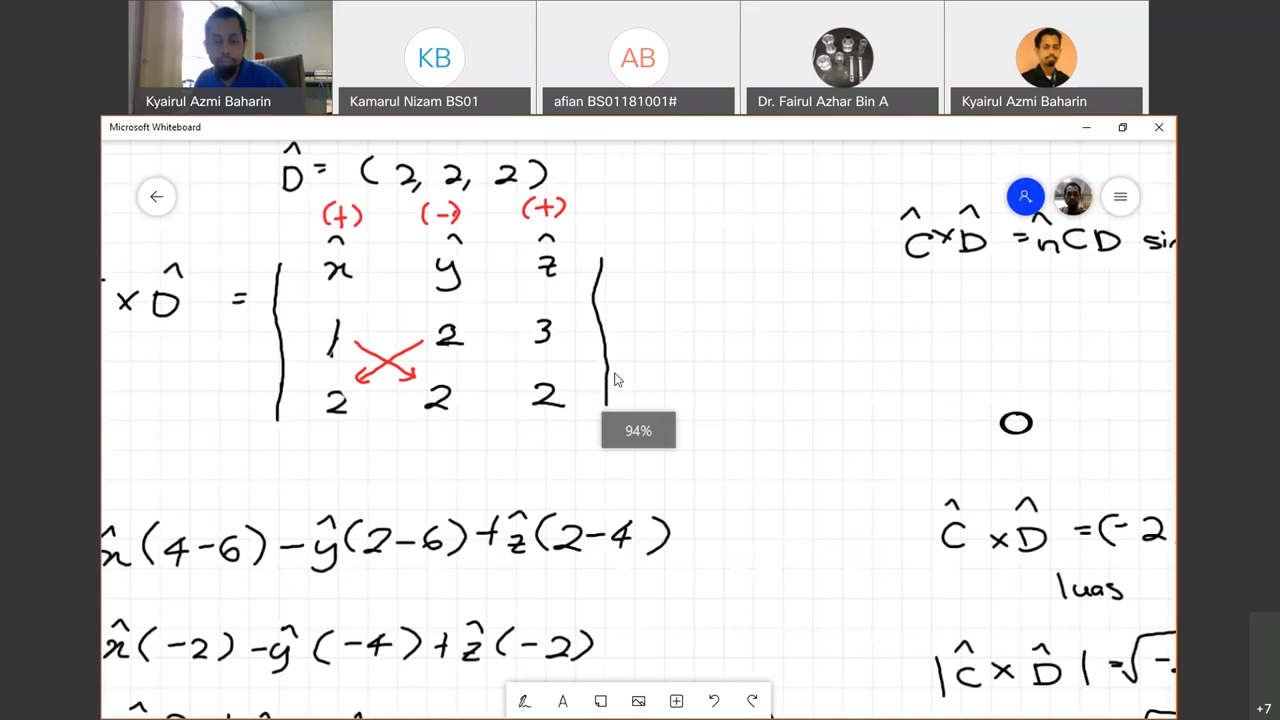 KB
AB
Kyairul Azmi Baharin
Kamarul Nizam BS01
afian BS01181001#
Dr. Fairul Azhar Bin A
Kyairul Azmi Baharin
Microsoft Whiteboard
D̂ = (2, 2, 2)
(+) (-) (+)
x̂ ŷ ẑ
× D̂ =
1 2 3
2 2 2
Ĉ×D̂ = n̂CD sin
94%
O
x̂(4-6) - ŷ(2-6) + ẑ(2-4)
Ĉ × D̂ = (-2
luas
x̂(-2) - ŷ(-4) + ẑ(-2)
|Ĉ × D̂| = √-
A
+7